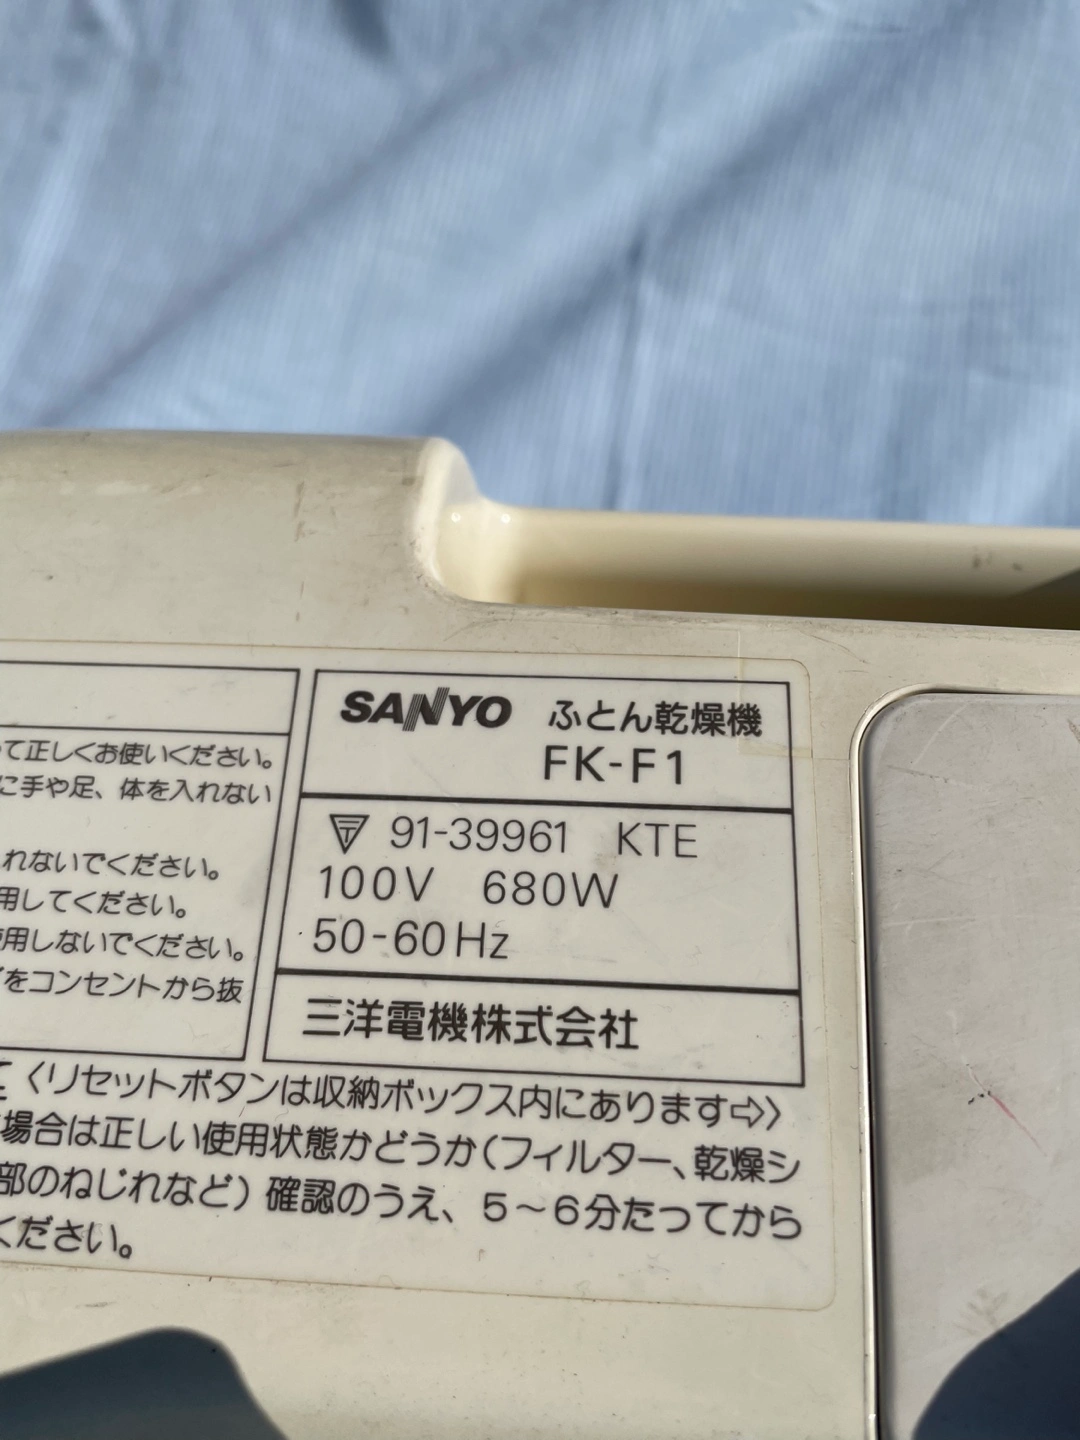 て正しくお使いください。
に手や足、体を入れない
れないでください。
用してください。
使用しないでください。
をコンセントから抜
SANYO ふとん乾燥機
FK-F1
〒 91-39961 KTE
100V 680W
50-60Hz
三洋電機株式会社
〈リセットボタンは収納ボックス内にあります⇨〉
場合は正しい使用状態かどうか(フィルター、乾燥シ
部のねじれなど)確認のうえ、5〜6分たってから
ください。